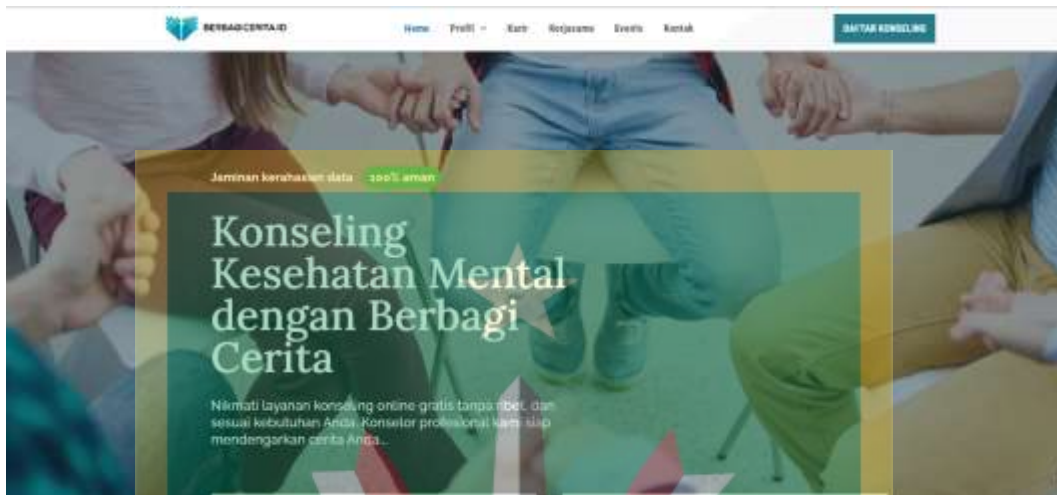 BERBAGICERITA.ID
Home Profil Karir Kerjasama Events Kontak
DAFTAR KONSELING
Jaminan kerahasian data 100% aman
Konseling
Kesehatan Mental
dengan Berbagi
Cerita
Nikmati layanan konseling online gratis tanpa ribet, dan
sesuai kebutuhan Anda. Konselor profesional kami siap
mendengarkan cerita Anda...